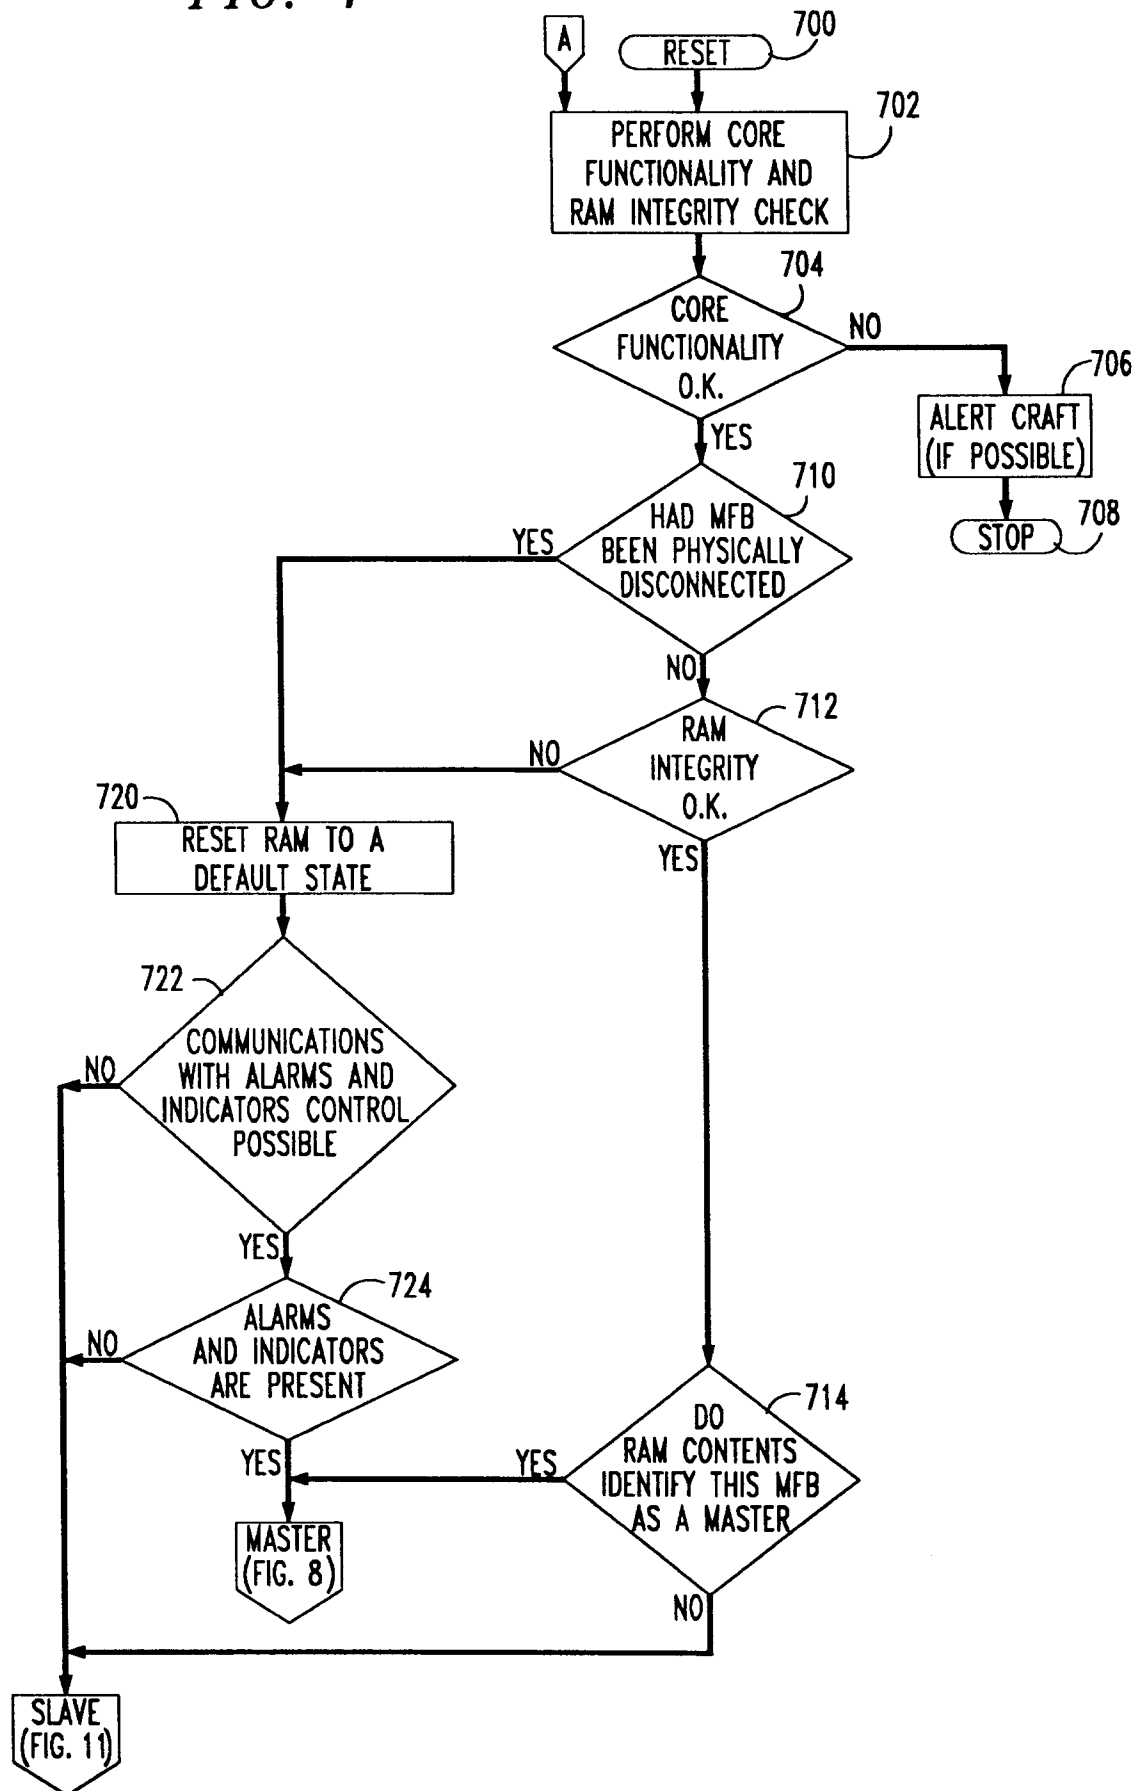 A
RESET
700
702
PERFORM CORE
FUNCTIONALITY AND
RAM INTEGRITY CHECK
704
CORE
FUNCTIONALITY
O.K.
NO
706
ALERT CRAFT
(IF POSSIBLE)
708
STOP
YES
710
HAD MFB
BEEN PHYSICALLY
DISCONNECTED
YES
NO
712
RAM
INTEGRITY
O.K.
NO
YES
720
RESET RAM TO A
DEFAULT STATE
722
COMMUNICATIONS
WITH ALARMS AND
INDICATORS CONTROL
POSSIBLE
NO
YES
724
ALARMS
AND INDICATORS
ARE PRESENT
NO
YES
714
DO
RAM CONTENTS
IDENTIFY THIS MFB
AS A MASTER
YES
NO
MASTER
(FIG. 8)
SLAVE
(FIG. 11)